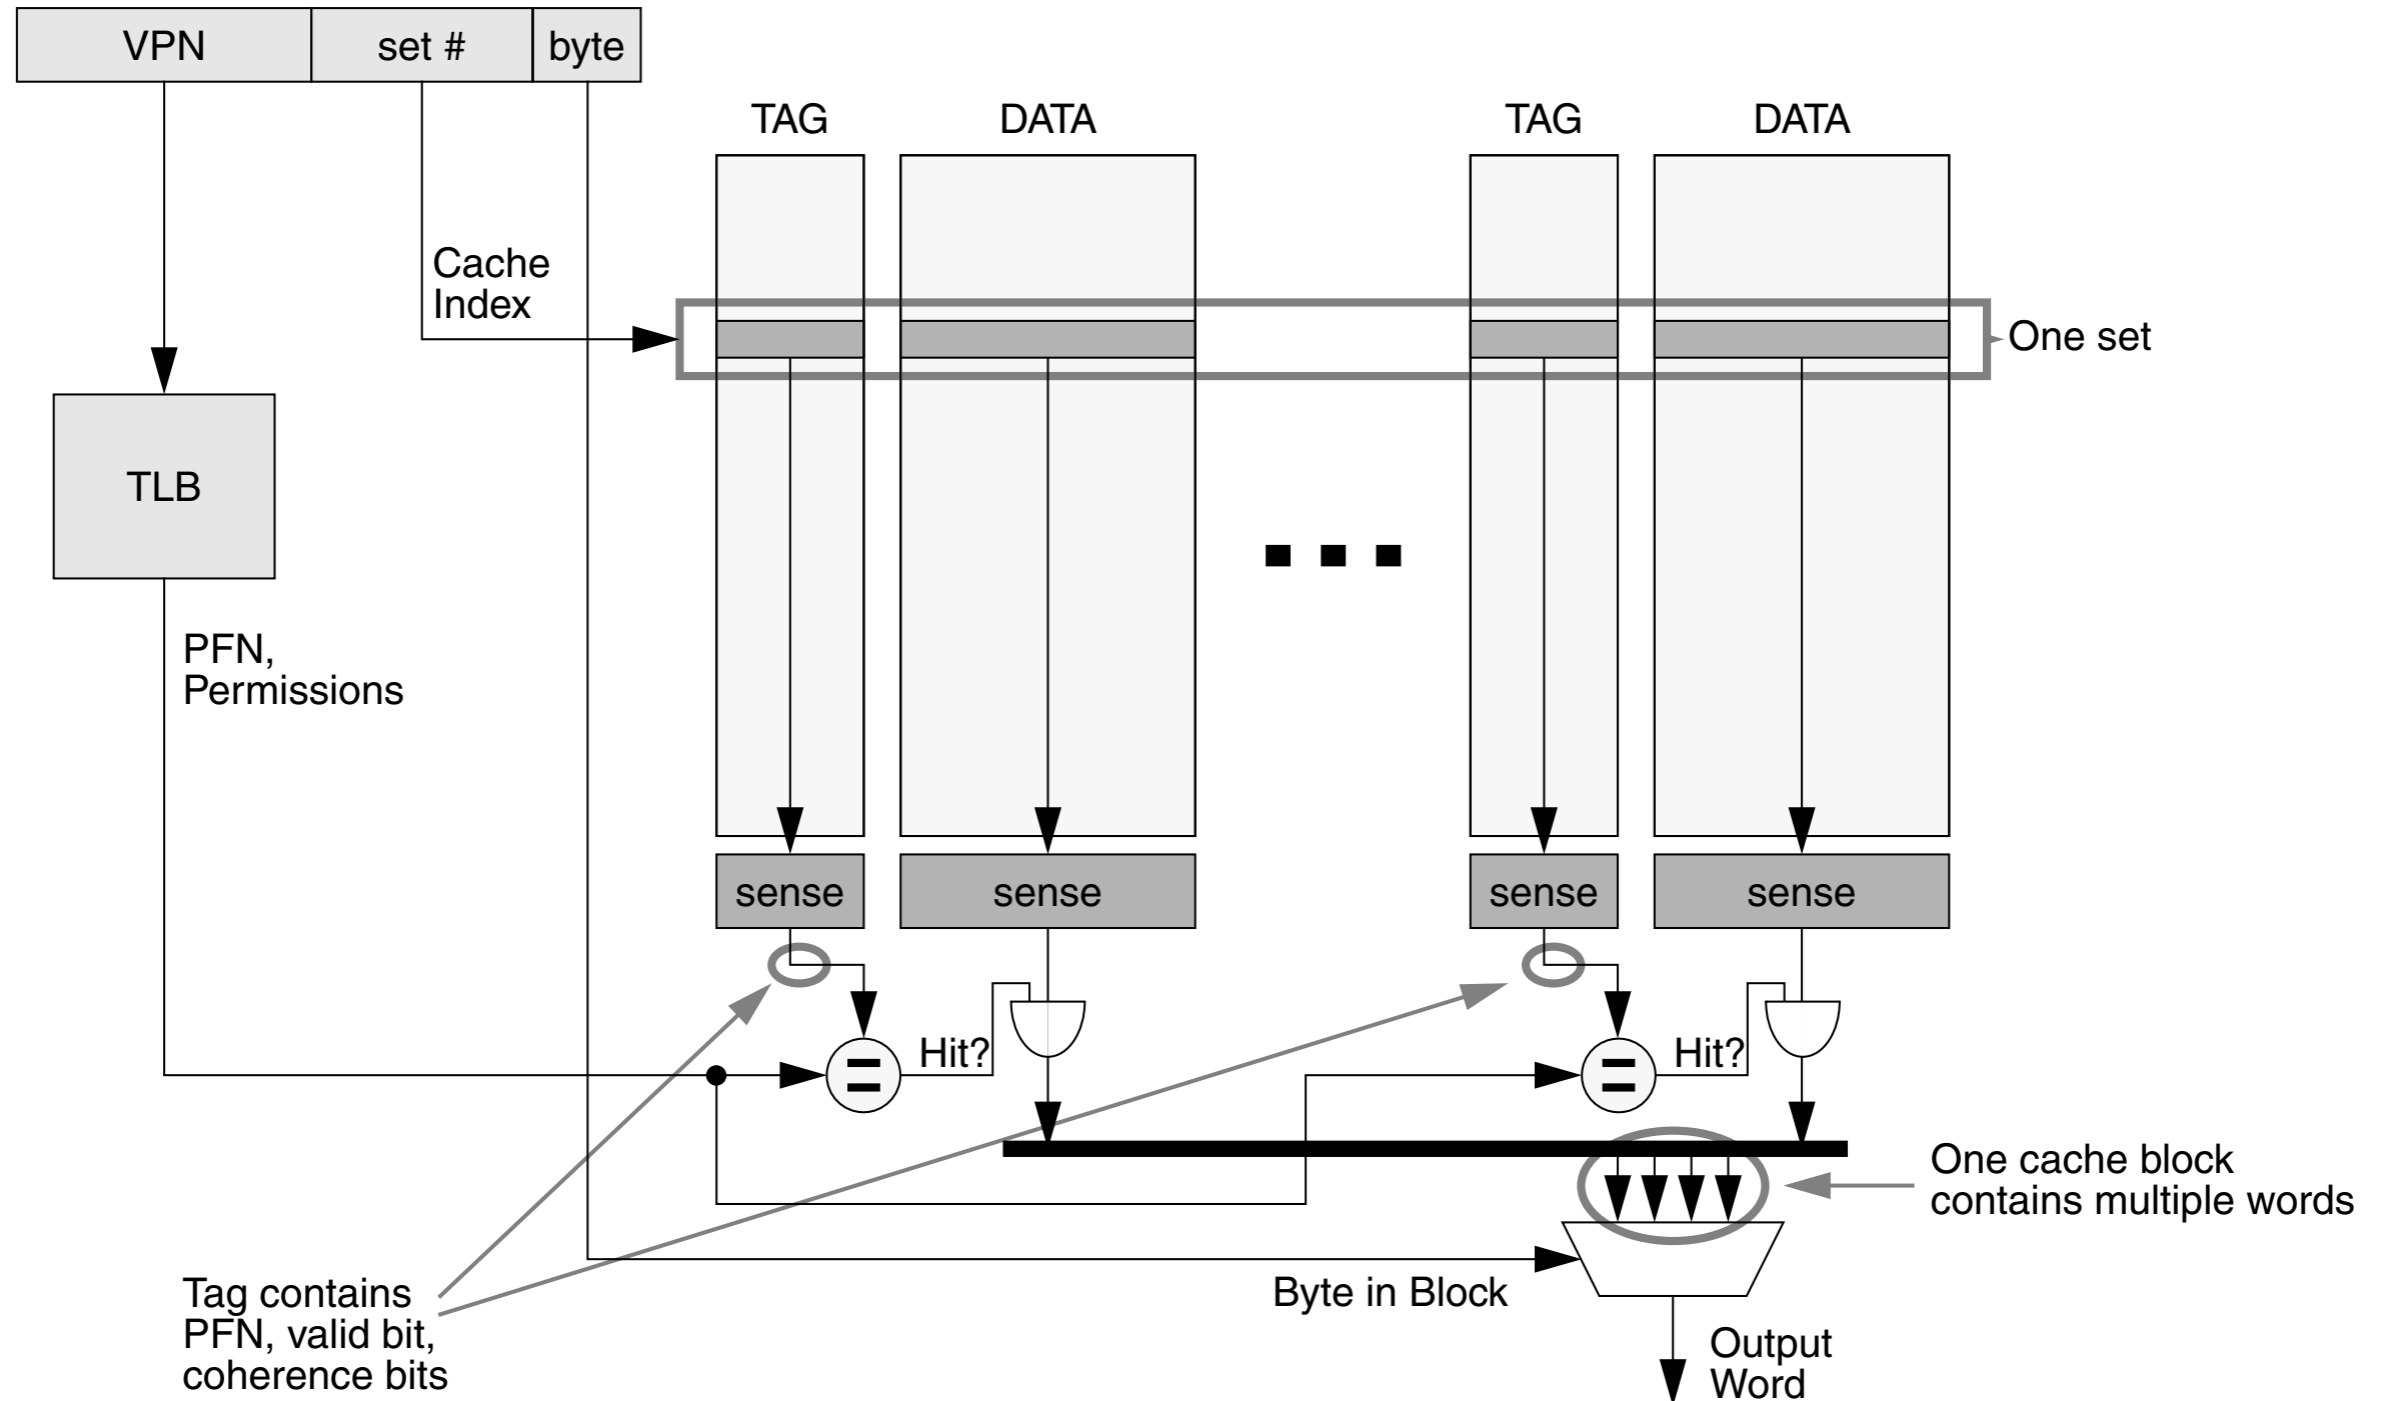 VPN
set #
byte
TAG
DATA
TAG
DATA
Cache
Index
One set
TLB
PFN,
Permissions
sense
sense
sense
sense
Hit?
Hit?
One cache block
contains multiple words
Byte in Block
Tag contains
PFN, valid bit,
coherence bits
Output
Word